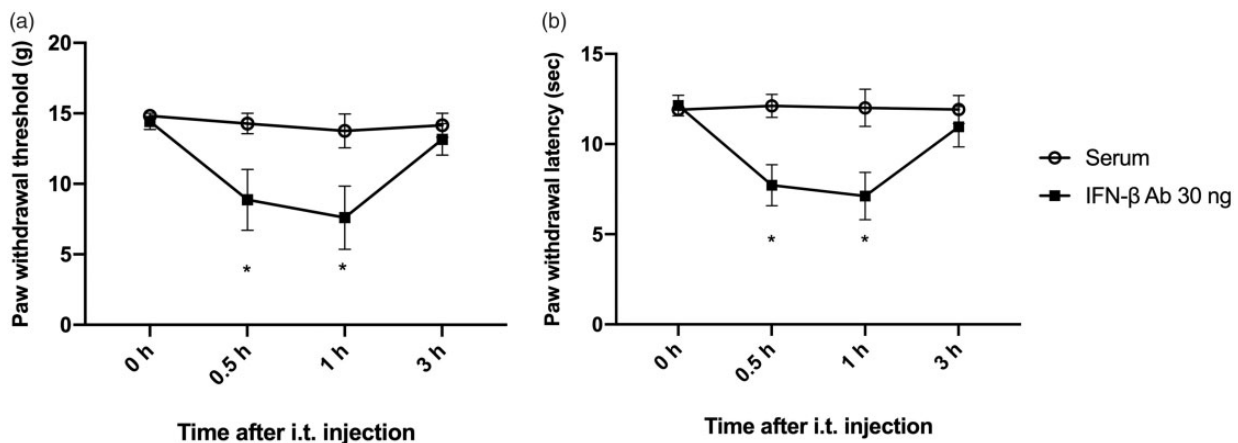 (a)
Paw withdrawal threshold (g)
20
15
10
5
0
*
*
0 h
0.5 h
1 h
3 h
Time after i.t. injection
(b)
Paw withdrawal latency (sec)
15
10
5
0
*
*
0 h
0.5 h
1 h
3 h
Time after i.t. injection
Serum
IFN-β Ab 30 ng